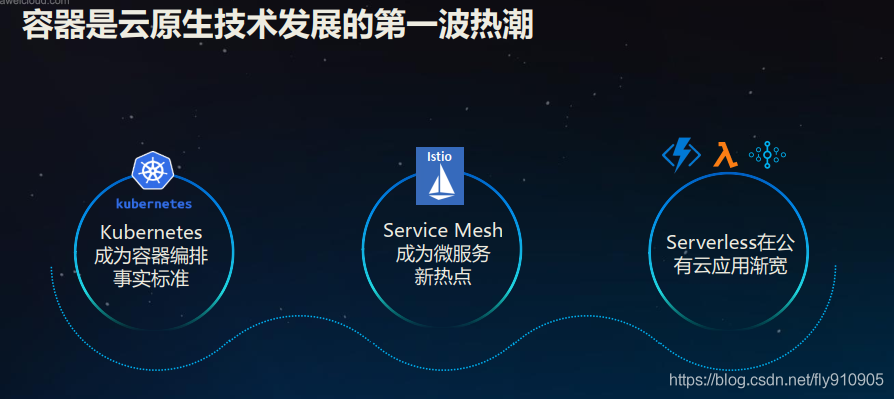 aweicloud.com
容器是云原生技术发展的第一波热潮
kubernetes
Kubernetes
成为容器编排
事实标准
Istio
Service Mesh
成为微服务
新热点
Serverless在公
有云应用渐宽
https://blog.csdn.net/fly910905